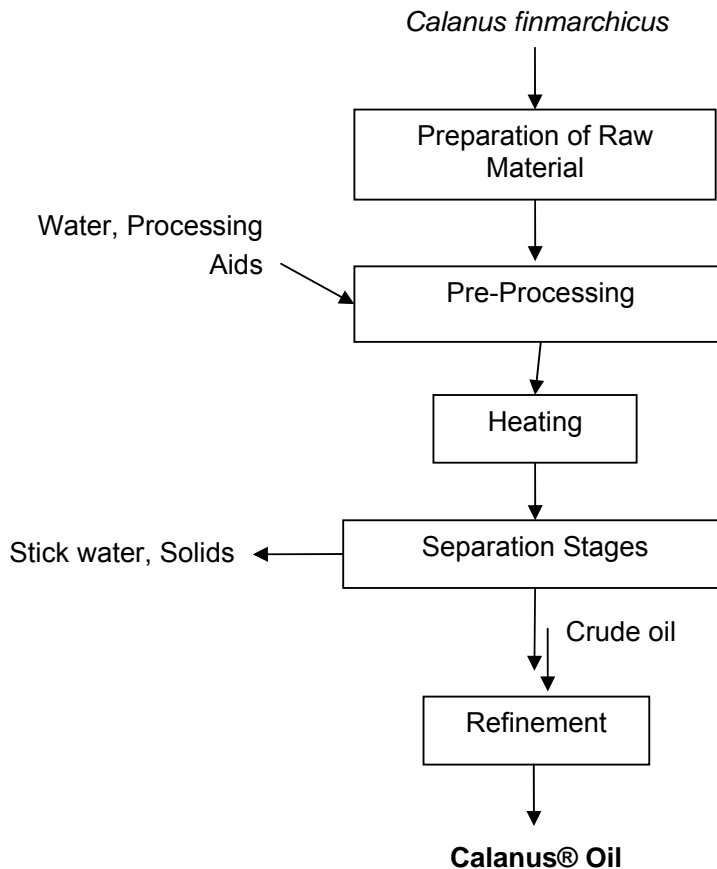 Calanus finmarchicus
Preparation of Raw
Material
Water, Processing
Aids
Pre-Processing
Heating
Stick water, Solids
Separation Stages
Crude oil
Refinement
Calanus® Oil